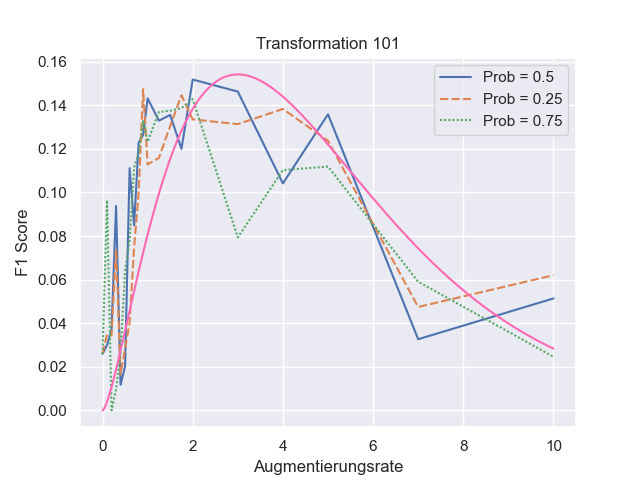 Transformation 101
Prob = 0.5
Prob = 0.25
Prob = 0.75
F1 Score
0.16
0.14
0.12
0.10
0.08
0.06
0.04
0.02
0.00
0 2 4 6 8 10
Augmentierungsrate